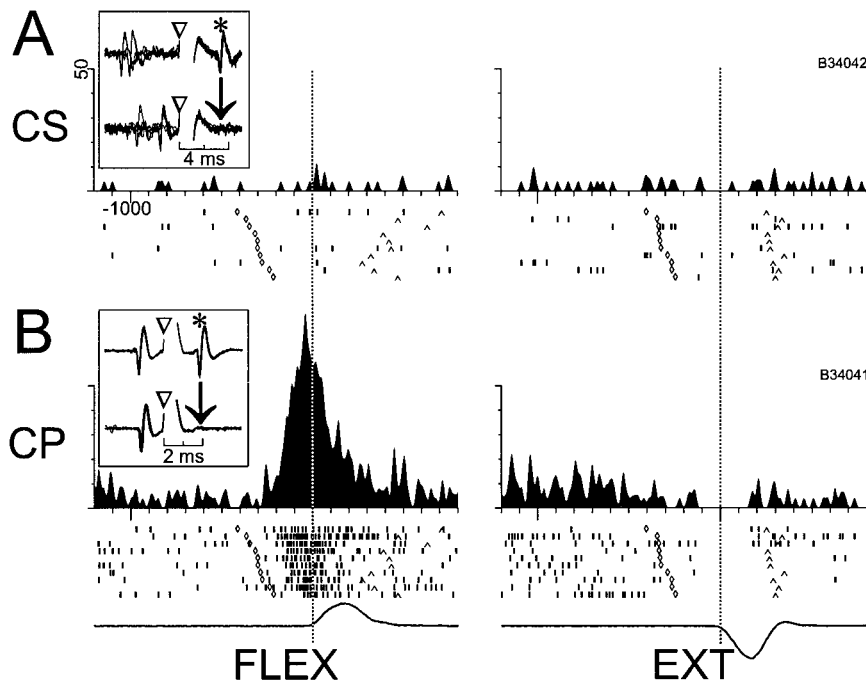 A
CS
50
*
4 ms
-1000
B34042
B
CP
*
2 ms
B34041
FLEX
EXT